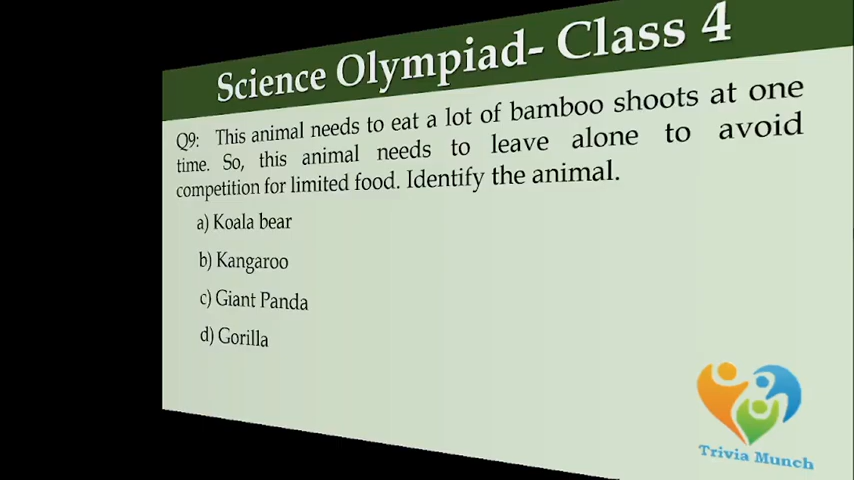 Science Olympiad- Class 4
Q9: This animal needs to eat a lot of bamboo shoots at one
time. So, this animal needs to leave alone to avoid
competition for limited food. Identify the animal.
a) Koala bear
b) Kangaroo
c) Giant Panda
d) Gorilla
Trivia Munch